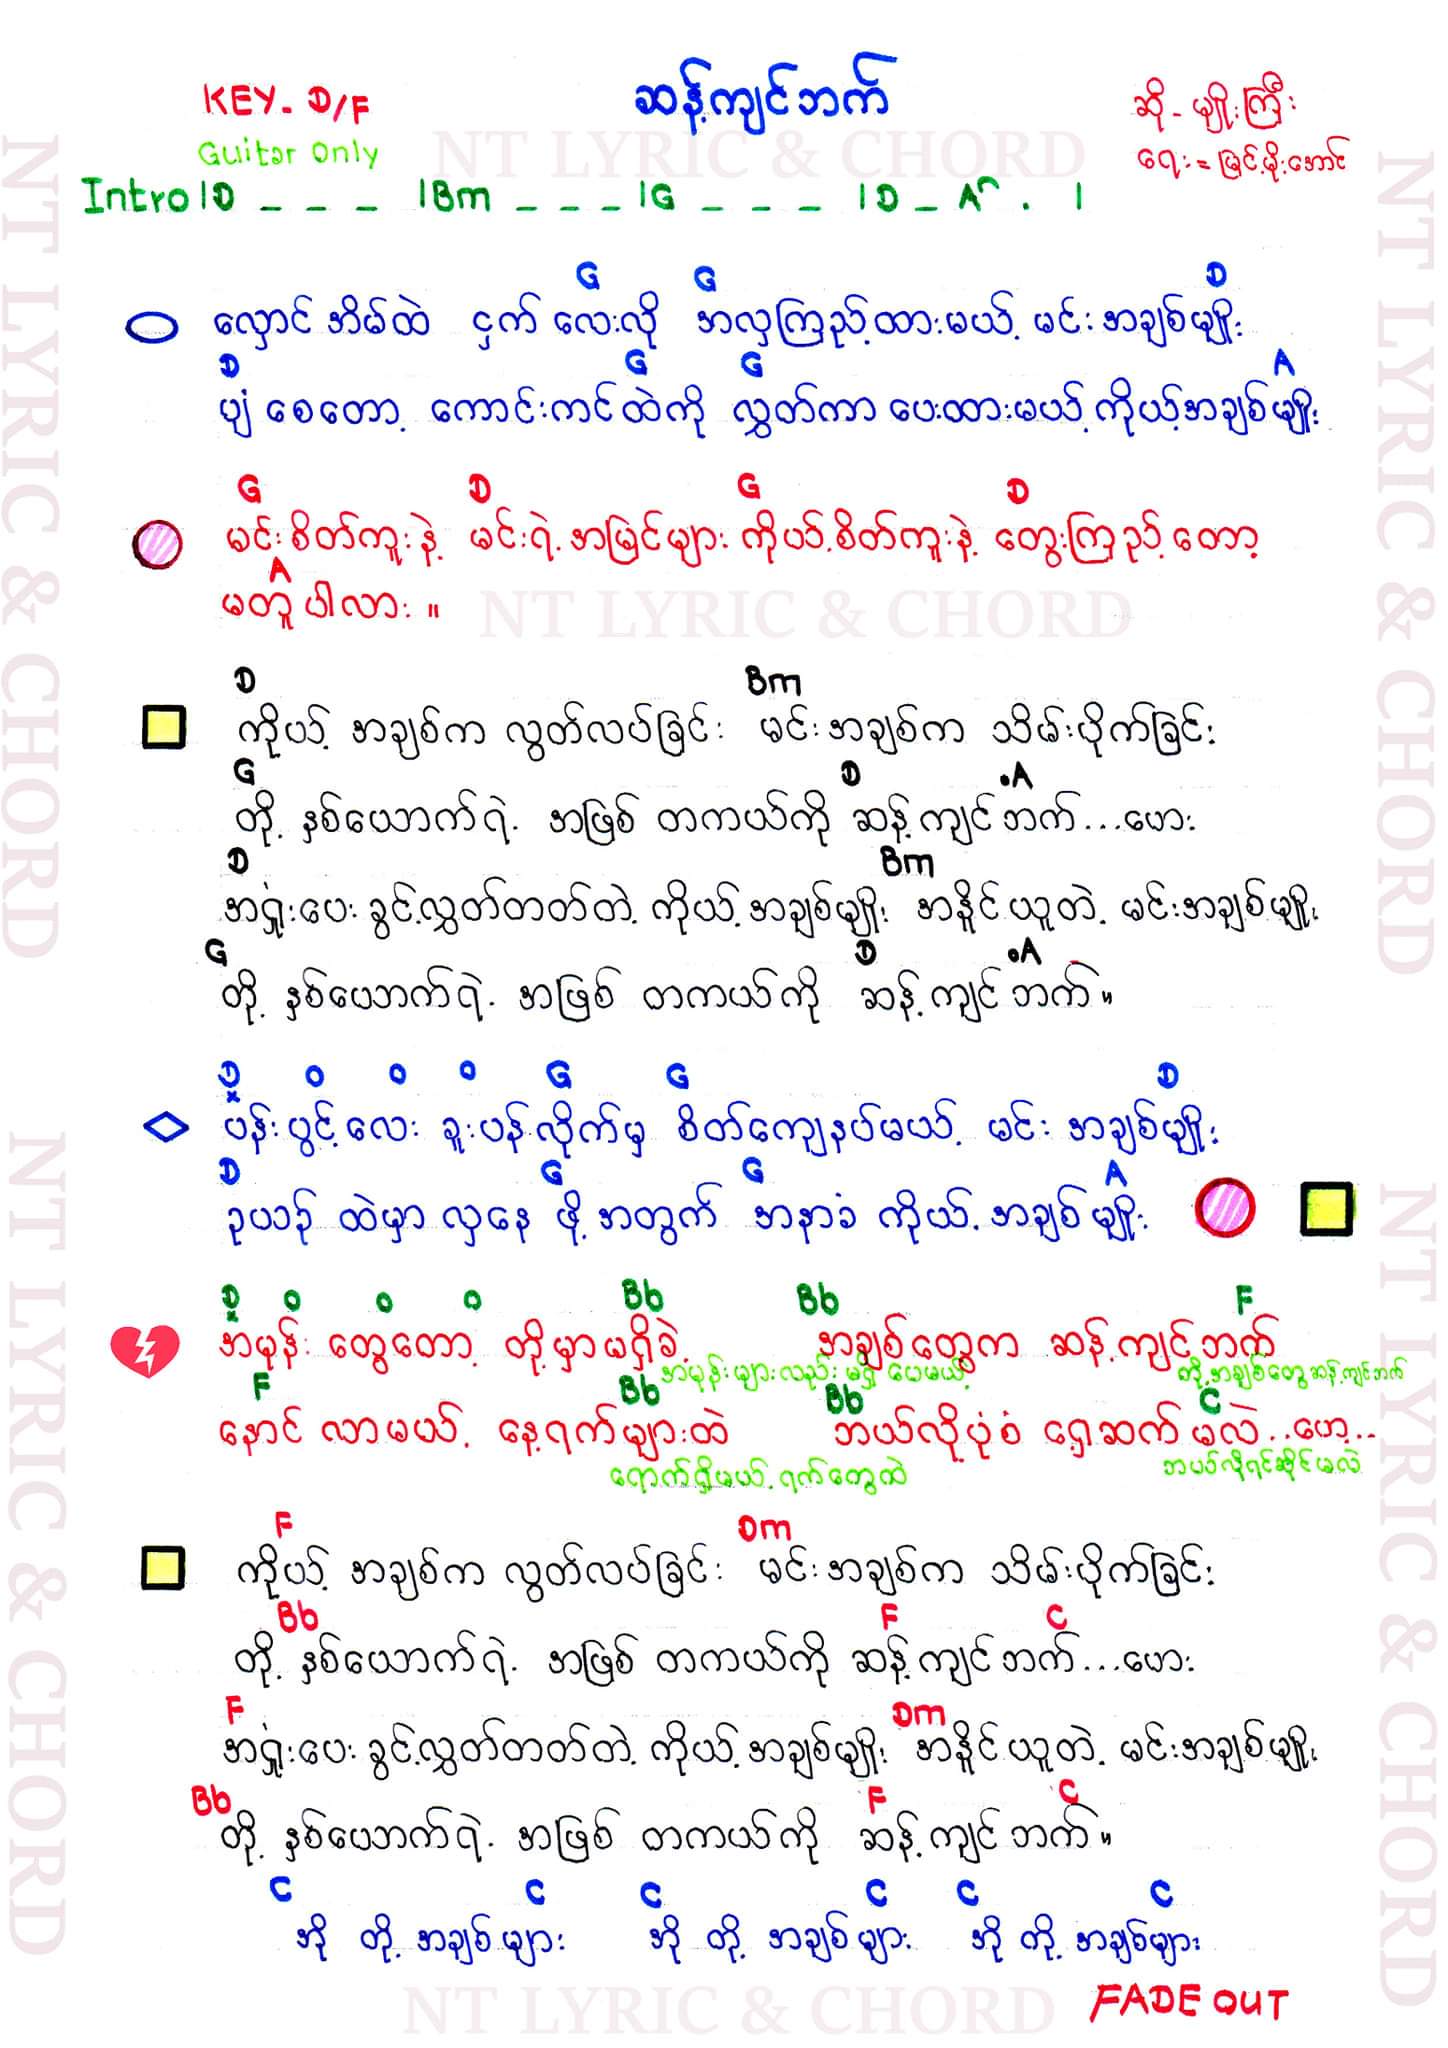 ဆန့်ကျင်ဘက်
KEY - D/F
ဆို - မျိုးကြီး
Guitar Only
ရေး = မြင့်မိုးအောင်
NT LYRIC & CHORD
Intro |D _ _ _ |Bm _ _ _ |G _ _ _ |D _ A . |
G G D
လှောင်အိမ်ထဲ ငှက်လေးလို အလှကြည့်ထားမယ့် မင်းအချစ်မျိုး
D G G A
ပျံစေတော့ ကောင်းကင်ထဲကို လွှတ်ကာပေးထားမယ့် ကိုယ့်အချစ်မျိုး
G D G D
မင်းစိတ်ကူးနဲ့ မင်းရဲ့အမြင်များ ကိုယ့်စိတ်ကူးနဲ့ တွေးကြည့်တော့
A
မတူပါလား ။
NT LYRIC & CHORD
D Bm
ကိုယ့်အချစ်က လွတ်လပ်ခြင်း မင်းအချစ်က သိမ်းပိုက်ခြင်း
G D .A
တို့ နှစ်ယောက်ရဲ့ အဖြစ် တကယ်ကို ဆန့်ကျင်ဘက်...ဟေး
D Bm
အရှုံးပေးခွင့်လွှတ်တတ်တဲ့ ကိုယ့်အချစ်မျိုး အနိူင်ယူတဲ့ မင်းအချစ်မျိုး
G D .A
တို့ နှစ်ယောက်ရဲ့ အဖြစ် တကယ်ကို ဆန့်ကျင်ဘက်။
D o o o G G D
ပန်းပွင့်လေး ခူးပန်လိုက်မှ စိတ်ကျေနပ်မယ့် မင်း အချစ်မျိုး
D G G A
ဥယာဉ်ထဲမှာ လှနေဖို့အတွက် အနာခံ ကိုယ့်အချစ်မျိုး
D o o o Bb Bb F
အမုန်းတွေတော့ တို့မှာမရှိခဲ့ အချစ်တွေက ဆန့်ကျင်ဘက်
အမုန်းများလည်းမရှိပေမယ့် တို့အချစ်တွေဆန့်ကျင်ဘက်
F Bb Bb C
နောင်လာမယ့် နေ့ရက်များထဲ ဘယ်လိုပုံစံ ရှေ့ဆက်မလဲ..ဟေ့..
ရောက်ရှိမယ့်ရက်တွေထဲ ဘယ်လိုရင်ဆိုင်မလဲ
F Dm
ကိုယ့်အချစ်က လွတ်လပ်ခြင်း မင်းအချစ်က သိမ်းပိုက်ခြင်း
Bb F C
တို့ နှစ်ယောက်ရဲ့ အဖြစ် တကယ်ကို ဆန့်ကျင်ဘက်...ဟေး
F Dm
အရှုံးပေးခွင့်လွှတ်တတ်တဲ့ ကိုယ့်အချစ်မျိုး အနိူင်ယူတဲ့ မင်းအချစ်မျိုး
Bb F C
တို့ နှစ်ယောက်ရဲ့ အဖြစ် တကယ်ကို ဆန့်ကျင်ဘက်။
C C C C C C
အို တို့အချစ်များ အို တို့အချစ်များ အို တို့အချစ်များ
FADE OUT
NT LYRIC & CHORD
NT LYRIC & CHORD
NT LYRIC & CHORD
NT LYRIC & CHORD
NT LYRIC & CHORD